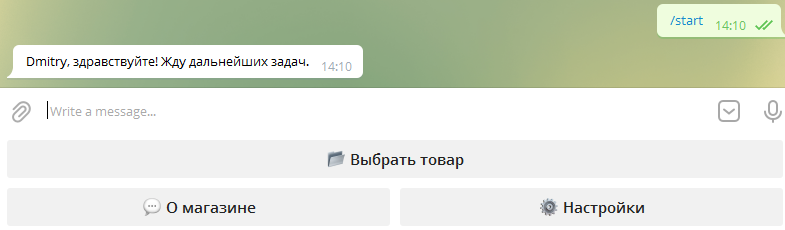 /start 14:10
Dmitry, здравствуйте! Жду дальнейших задач. 14:10
Write a message...
Выбрать товар
О магазине
Настройки